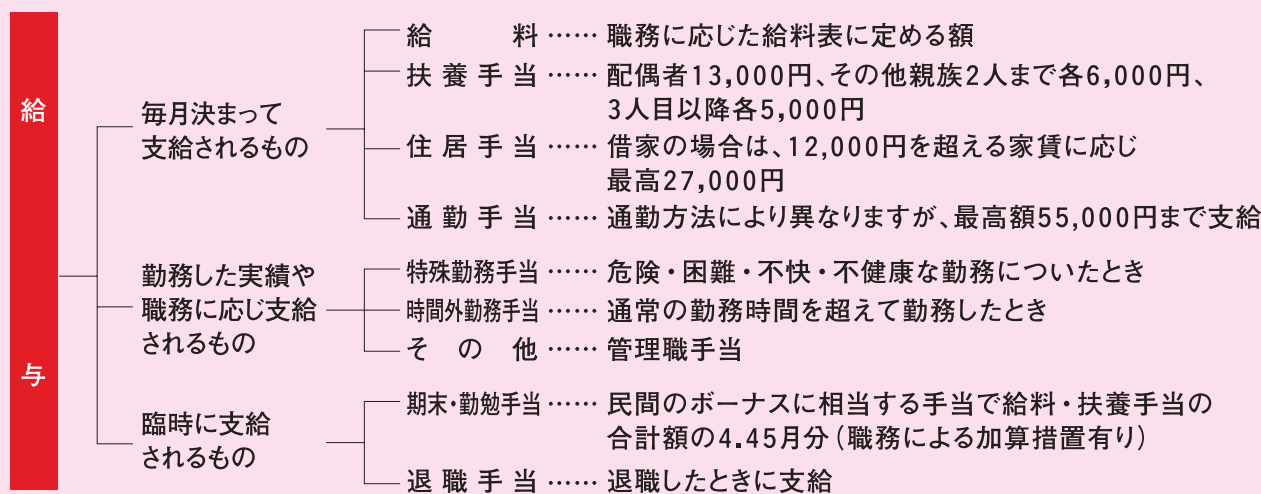 給与
毎月決まって
支給されるもの
給料……職務に応じた給料表に定める額
扶養手当……配偶者13,000円、その他親族2人まで各6,000円、
3人目以降各5,000円
住居手当……借家の場合は、12,000円を超える家賃に応じ
最高27,000円
通勤手当……通勤方法により異なりますが、最高額55,000円まで支給
勤務した実績や
職務に応じ支給
されるもの
特殊勤務手当……危険・困難・不快・不健康な勤務についたとき
時間外勤務手当……通常の勤務時間を超えて勤務したとき
その他……管理職手当
臨時に支給
されるもの
期末・勤勉手当……民間のボーナスに相当する手当で給料・扶養手当の
合計額の4.45月分(職務による加算措置有り)
退職手当……退職したときに支給